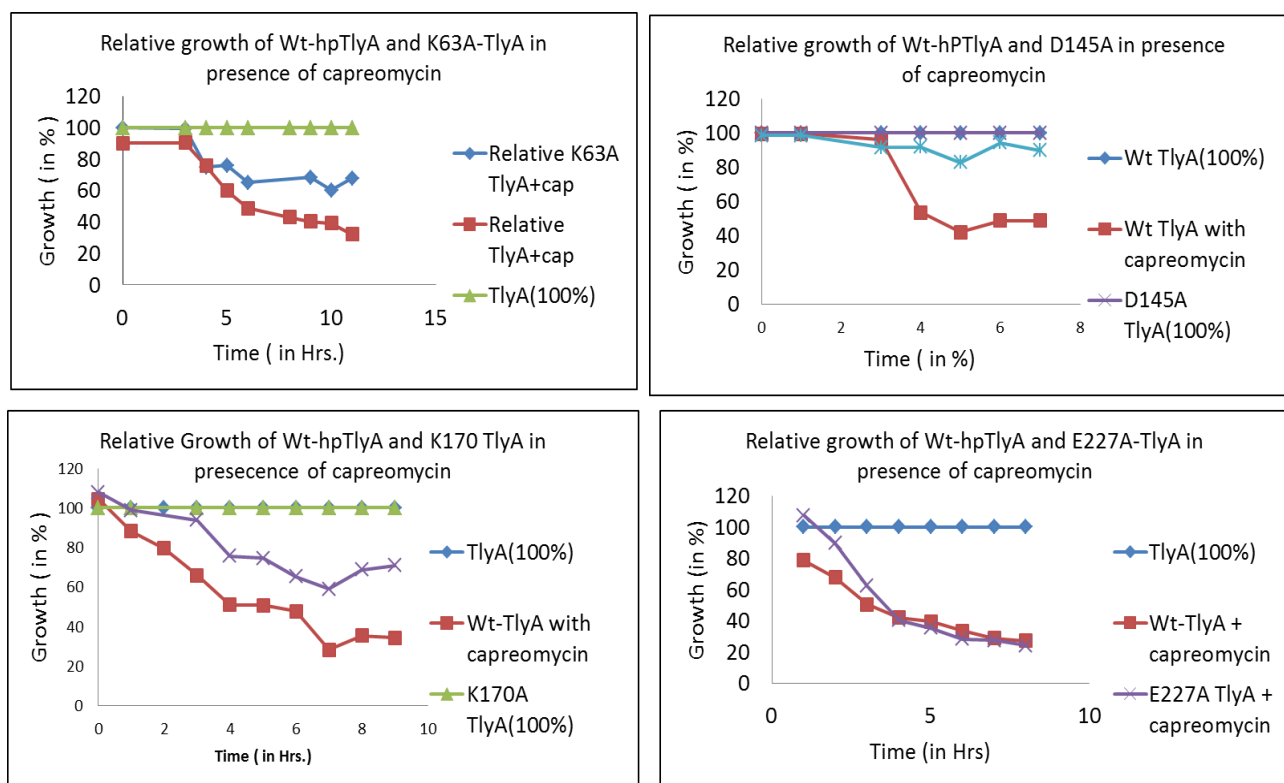 Relative growth of Wt-hpTlyA and K63A-TlyA in
presence of capreomycin
120
100
80
60
40
20
0
Growth ( in % )
0
5
10
15
Time ( in Hrs.)
Relative K63A
TlyA+cap
Relative
TlyA+cap
TlyA(100%)
Relative growth of Wt-hPTlyA and D145A in presence
of capreomycin
120
100
80
60
40
20
0
Growth ( in % )
0
2
4
6
8
Time ( in %)
Wt TlyA(100%)
Wt TlyA with
capreomycin
D145A
TlyA(100%)
Relative Growth of Wt-hpTlyA and K170 TlyA in
presecence of capreomycin
120
100
80
60
40
20
0
Growth ( in % )
0
2
4
6
8
10
Time ( in Hrs.)
TlyA(100%)
Wt-TlyA with
capreomycin
K170A
TlyA(100%)
Relative growth of Wt-hpTlyA and E227A-TlyA in
presence of capreomycin
120
100
80
60
40
20
0
Growth (in %)
0
5
10
Time (in Hrs)
TlyA(100%)
Wt-TlyA +
capreomycin
E227A TlyA +
capreomycin